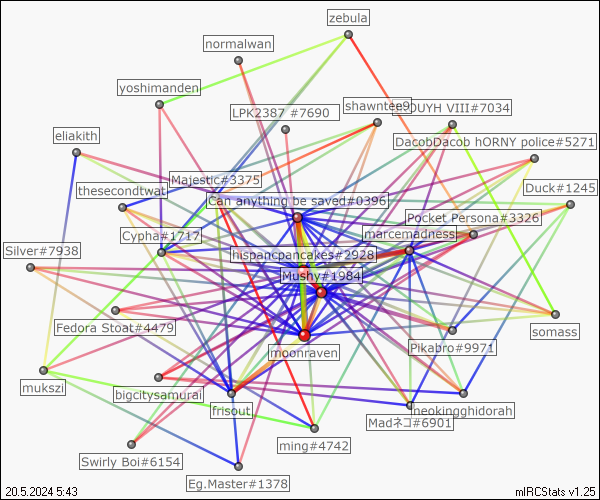 zebula
normalwan
yoshimanden
shawntee9
OUYH VIII#7034
LPK2387 #7690
eliakith
DacobDacob hORNY police#5271
Majestic#3375
thesecondtwat
Duck#1245
Can anything be saved#0396
Pocket Persona#3326
Cypha#1717
marcemadness
Silver#7938
hispancpancakes#2928
Mushy#1984
Fedora Stoat#4479
somass
moonraven
Pikabro#9971
mukszi
bigcitysamurai
frisout
neokingghidorah
Madネコ#6901
ming#4742
Swirly Boi#6154
Eg.Master#1378
20.5.2024 5:43
mIRCStats v1.25